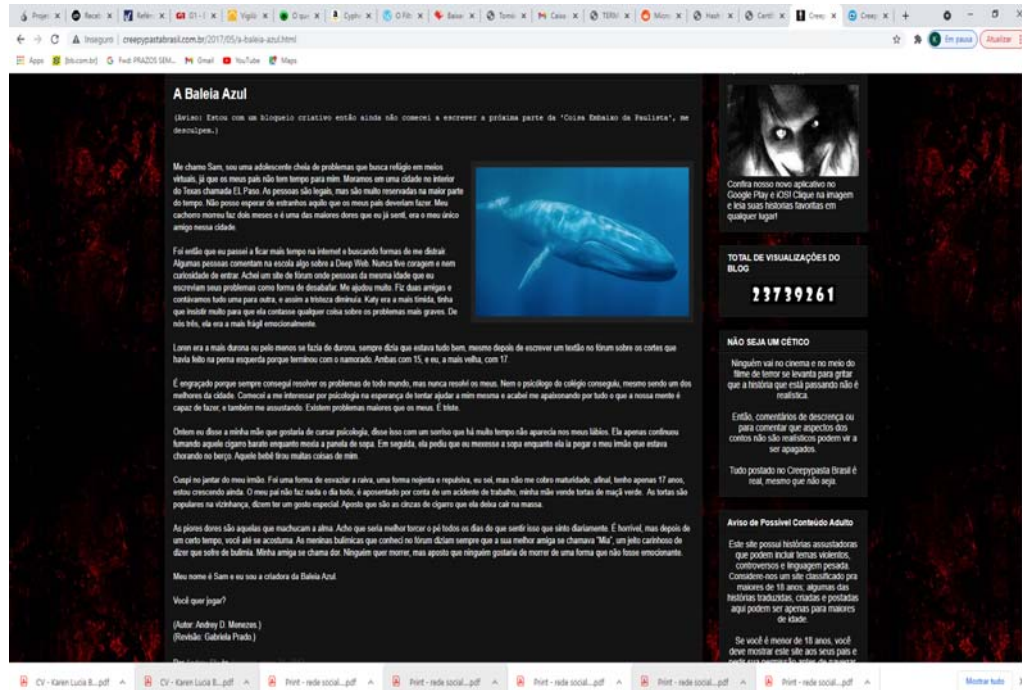 Inseguro | creepypastabrasil.com.br/2017/05/a-baleia-azul.html
Em pausa
Atualizar
Apps
[bb.com.br]
Fwd: PRAZOS SEM...
Gmail
YouTube
Maps
A Baleia Azul
(Aviso: Estou com um bloqueio criativo então ainda não comecei a escrever a próxima parte da 'Coisa Embaixo da Paulista', me
desculpem.)
Me chamo Sam, sou uma adolescente cheia de problemas que busca refúgio em meios
virtuais, já que os meus pais não tem tempo para mim. Moramos em uma cidade no interior
do Texas chamada EL Paso. As pessoas são legais, mas são muito reservadas na maior parte
do tempo. Não posso esperar de estranhos aquilo que os meus pais deveriam fazer. Meu
cachorro morreu faz dois meses e é uma das maiores dores que eu já senti, era o meu único
amigo nessa cidade.
Foi então que eu passei a ficar mais tempo na internet e buscando formas de me distrair.
Algumas pessoas comentam na escola algo sobre a Deep Web. Nunca tive coragem e nem
curiosidade de entrar. Achei um site de fórum onde pessoas da mesma idade que eu
escreviam seus problemas como forma de desabafar. Me ajudou muito. Fiz duas amigas e
contávamos tudo uma para outra, e assim a tristeza diminuía. Katy era a mais tímida, tinha
que insistir muito para que ela contasse qualquer coisa sobre os problemas mais graves. De
nós três, ela era a mais frágil emocionalmente.
Loren era a mais durona ou pelo menos se fazia de durona, sempre dizia que estava tudo bem, mesmo depois de escrever um textão no fórum sobre os cortes que
havia feito na perna esquerda porque terminou com o namorado. Ambas com 15, e eu, a mais velha, com 17.
É engraçado porque sempre consegui resolver os problemas de todo mundo, mas nunca resolvi os meus. Nem o psicólogo do colégio conseguiu, mesmo sendo um dos
melhores da cidade. Comecei a me interessar por psicologia na esperança de tentar ajudar a mim mesma e acabei me apaixonando por tudo o que a nossa mente é
capaz de fazer, e também me assustando. Existem problemas maiores que os meus. É triste.
Ontem eu disse a minha mãe que gostaria de cursar psicologia, disse isso com um sorriso que há muito tempo não aparecia nos meus lábios. Ela apenas continuou
fumando aquele cigarro barato enquanto mexia a panela de sopa. Em seguida, ela pediu que eu mexesse a sopa enquanto ela ia pegar o meu irmão que estava
chorando no berço. Aquele bebê tirou muitas coisas de mim.
Cuspi no jantar do meu irmão. Foi uma forma de esvaziar a raiva, uma forma nojenta e repulsiva, eu sei, mas não me cobro maturidade, afinal, tenho apenas 17 anos,
estou crescendo ainda. O meu pai não faz nada o dia todo, é aposentado por conta de um acidente de trabalho, minha mãe vende tortas de maçã verde. As tortas são
populares na vizinhança, dizem ter um gosto especial. Aposto que são as cinzas de cigarro que ela deixa cair na massa.
As piores dores são aquelas que machucam a alma. Acho que seria melhor torcer o pé todos os dias do que sentir isso que sinto diariamente. É horrível, mas depois de
um certo tempo, você até se acostuma. As meninas bulímicas que conheci no fórum diziam sempre que a sua melhor amiga se chamava "Mia", um jeito carinhoso de
dizer que sofre de bulimia. Minha amiga se chama dor. Ninguém quer morrer, mas aposto que ninguém gostaria de morrer de uma forma que não fosse emocionante.
Meu nome é Sam e eu sou a criadora da Baleia Azul.
Você quer jogar?
(Autor: Andrey D. Menezes.)
(Revisão: Gabriela Prado.)
Confira nosso novo aplicativo no
Google Play e iOS! Clique na imagem
e leia suas historias favoritas em
qualquer lugar!
TOTAL DE VISUALIZAÇÕES DO
BLOG
23739261
NÃO SEJA UM CÉTICO
Ninguém vai no cinema e no meio do
filme de terror se levanta para gritar
que a história que está passando não é
realística.
Então, comentários de descrença ou
para comentar que aspectos dos
contos não são realísticos podem vir a
ser apagados.
Tudo postado no Creepypasta Brasil é
real, mesmo que não seja.
Aviso de Possível Conteúdo Adulto
Este site possui histórias assustadoras
que podem incluir temas violentos,
controversos e linguagem pesada.
Considere-nos um site classificado pra
maiores de 18 anos; algumas das
histórias traduzidas, criadas e postadas
aqui podem ser apenas para maiores
de idade.
Se você é menor de 18 anos, você
deve mostrar este site aos seus pais e
pedir sua permissão antes de navegar
CV - Karen Lucia B....pdf
CV - Karen Lucia B....pdf
Print - rede social....pdf
Print - rede social....pdf
Print - rede social....pdf
Print - rede social....pdf
Print - rede social....pdf
Mostrar tudo